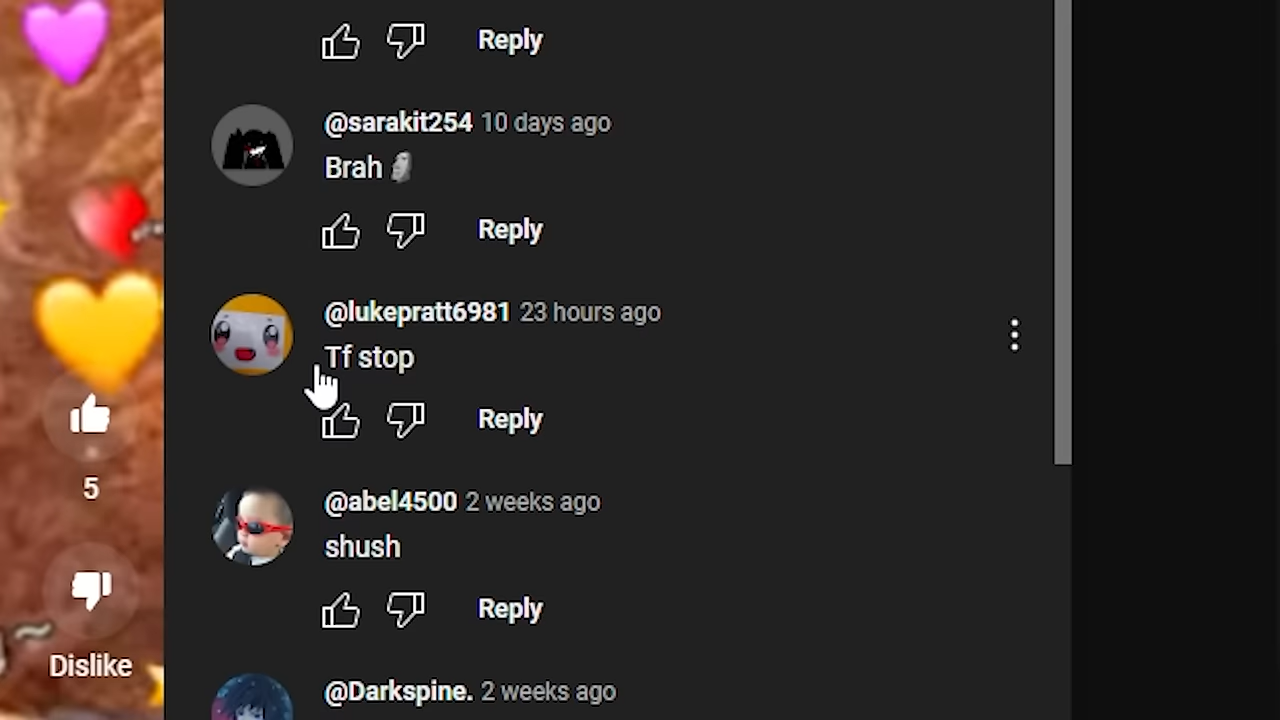 Reply
@sarakit254 10 days ago
Brah 🗿
Reply
@lukepratt6981 23 hours ago
Tf stop
Reply
5
@abel4500 2 weeks ago
shush
Reply
Dislike
@Darkspine. 2 weeks ago